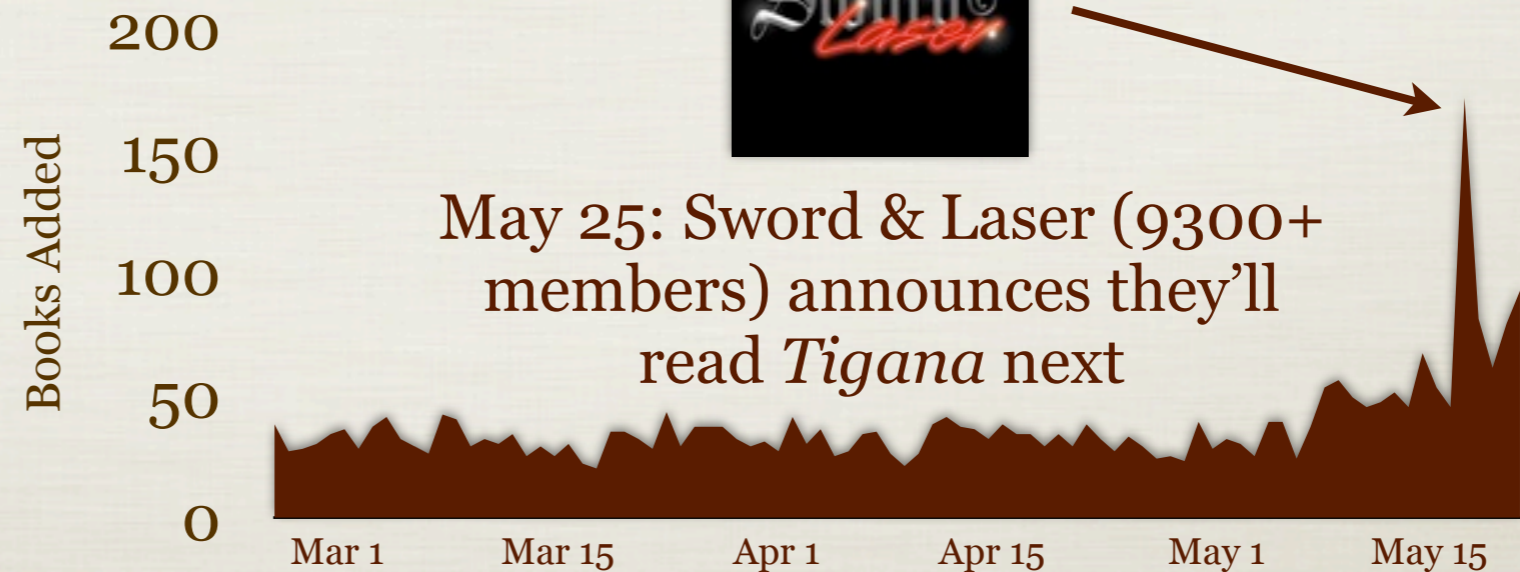 200
Sword &
Laser
150
Books Added
May 25: Sword & Laser (9300+
members) announces they’ll
100
read Tigana next
50
0
Mar 1 Mar 15 Apr 1 Apr 15 May 1 May 15